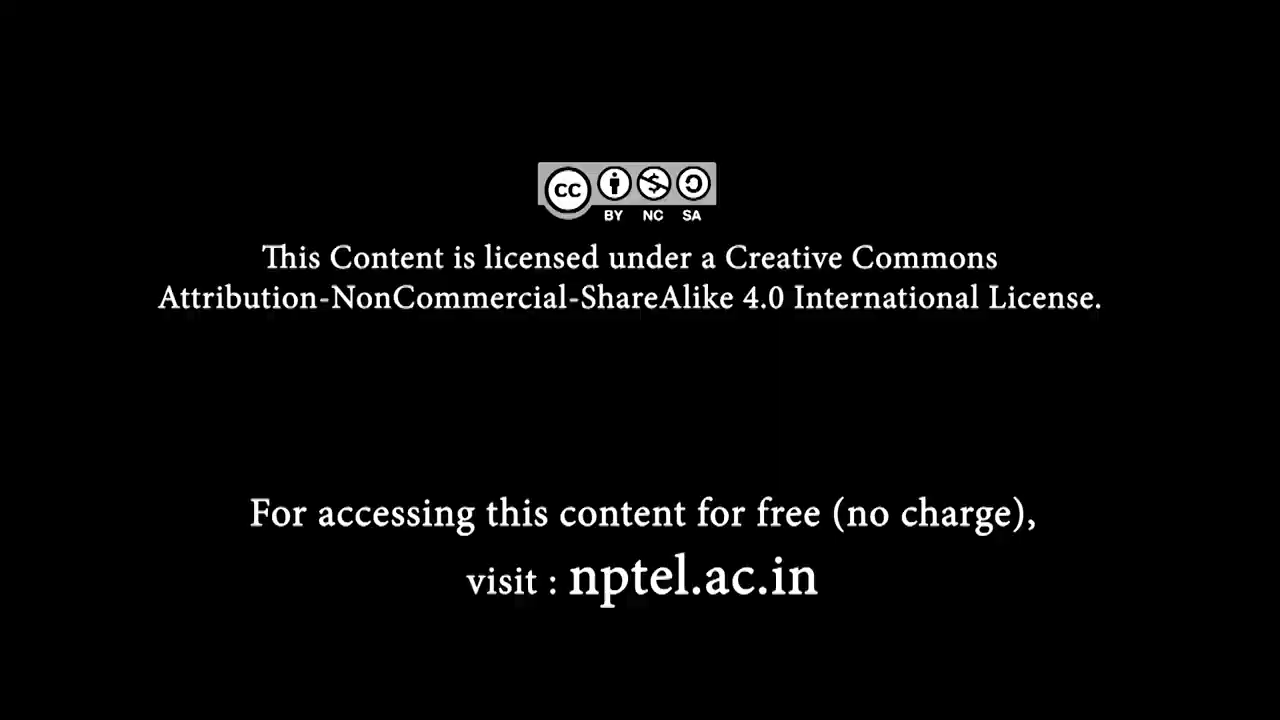 cc
BY NC SA
This Content is licensed under a Creative Commons
Attribution-NonCommercial-ShareAlike 4.0 International License.
For accessing this content for free (no charge),
visit : nptel.ac.in